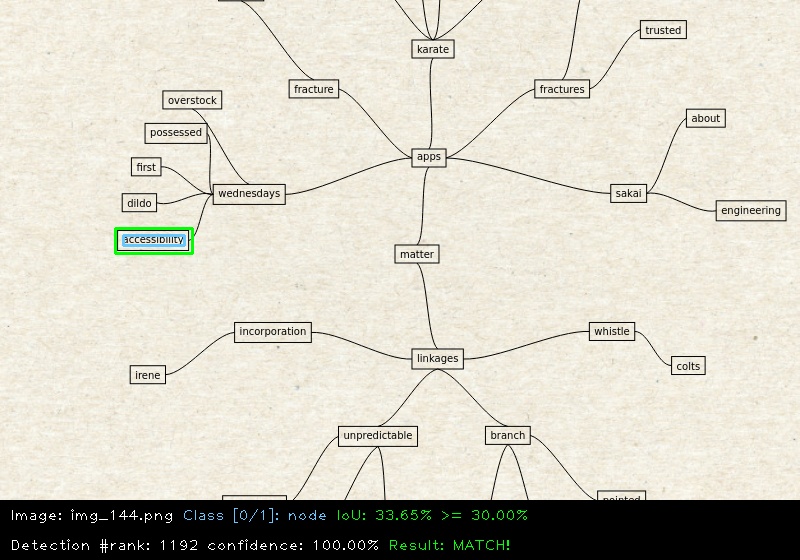 karate
trusted
fracture
fractures
overstock
about
possessed
apps
first
wednesdays
sakai
dildo
engineering
accessibility
matter
incorporation
whistle
linkages
irene
colts
unpredictable
branch
Image: img_144.png Class [0/1]: node IoU: 33.65% >= 30.00%
Detection #rank: 1192 confidence: 100.00% Result: MATCH!